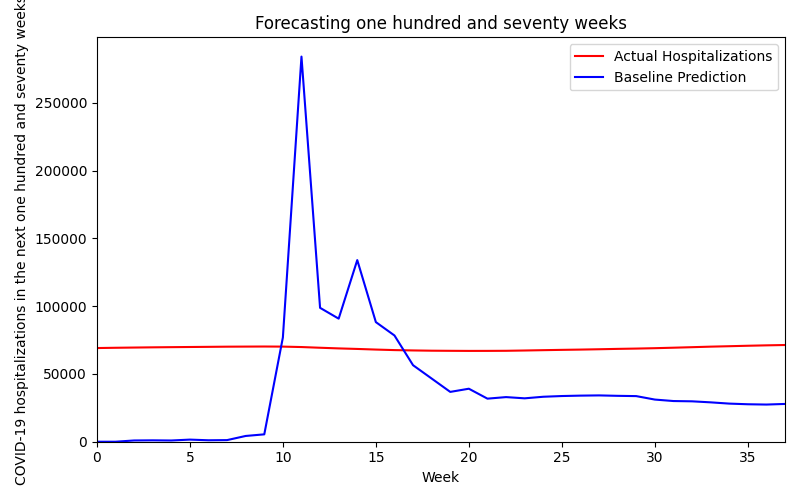 Forecasting one hundred and seventy weeks
COVID-19 hospitalizations in the next one hundred and seventy weeks
250000
200000
150000
100000
50000
0
Actual Hospitalizations
Baseline Prediction
0 5 10 15 20 25 30 35
Week